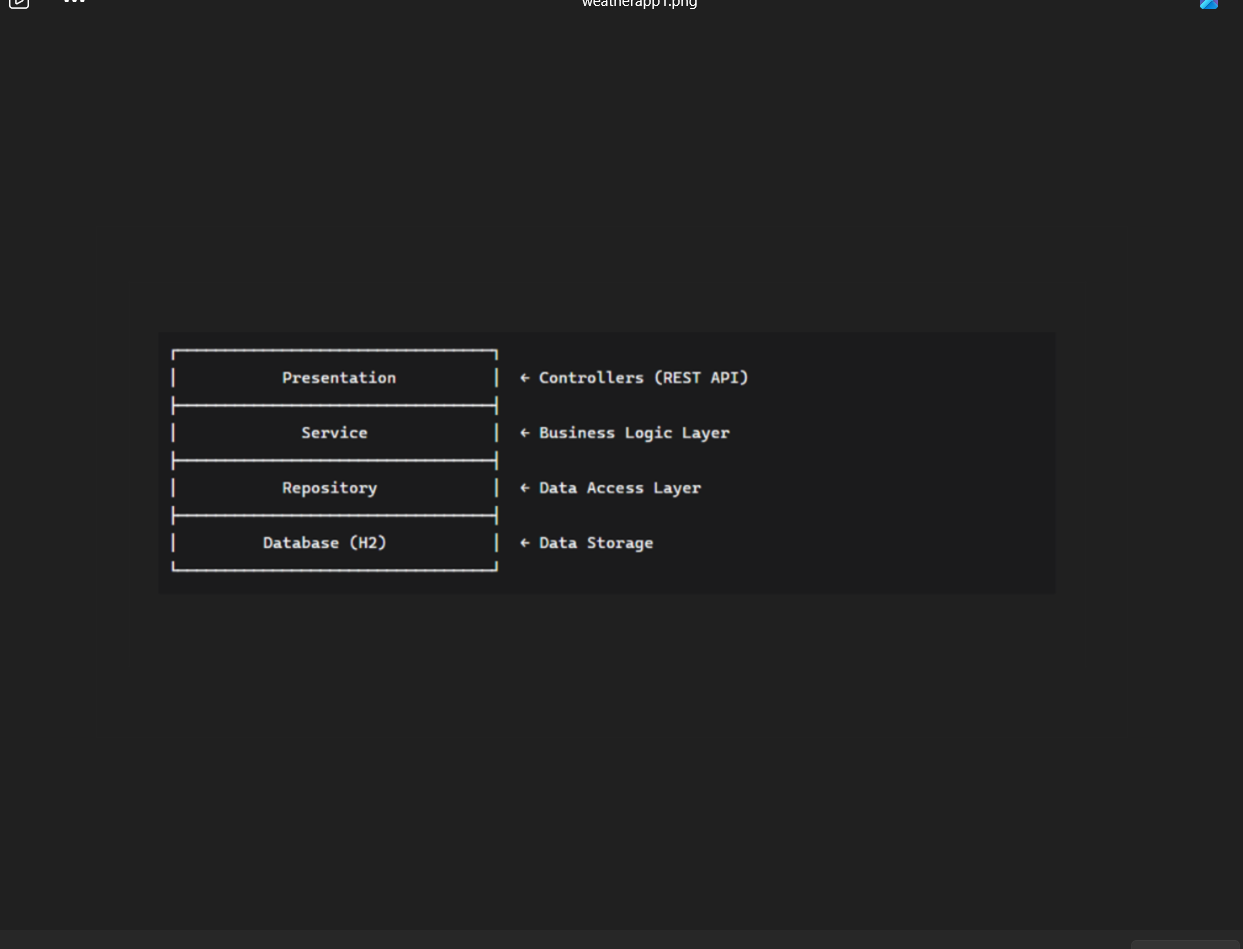 weatherapp1.png
Presentation ← Controllers (REST API)
Service ← Business Logic Layer
Repository ← Data Access Layer
Database (H2) ← Data Storage